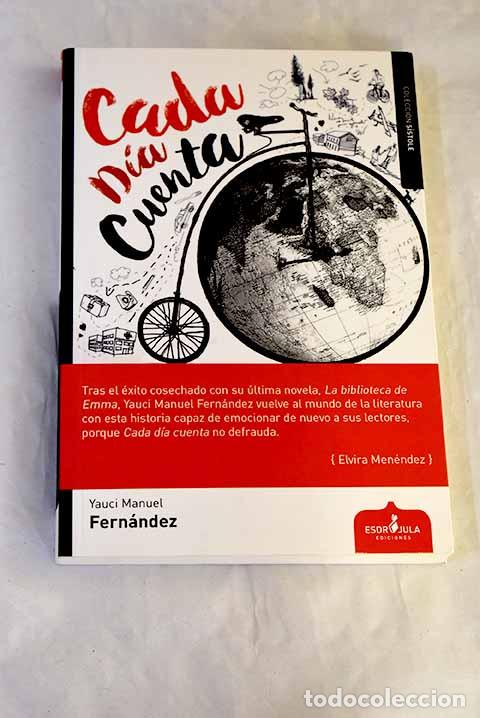 Cada
Día
Cuenta
COLECCIÓN SÍSTOLE
Tras el éxito cosechado con su última novela, La biblioteca de
Emma, Yauci Manuel Fernández vuelve al mundo de la literatura
con esta historia capaz de emocionar de nuevo a sus lectores,
porque Cada día cuenta no defrauda.
{ Elvira Menéndez }
Yauci Manuel
Fernández
ESDRÚJULA
EDICIONES
todocoleccion